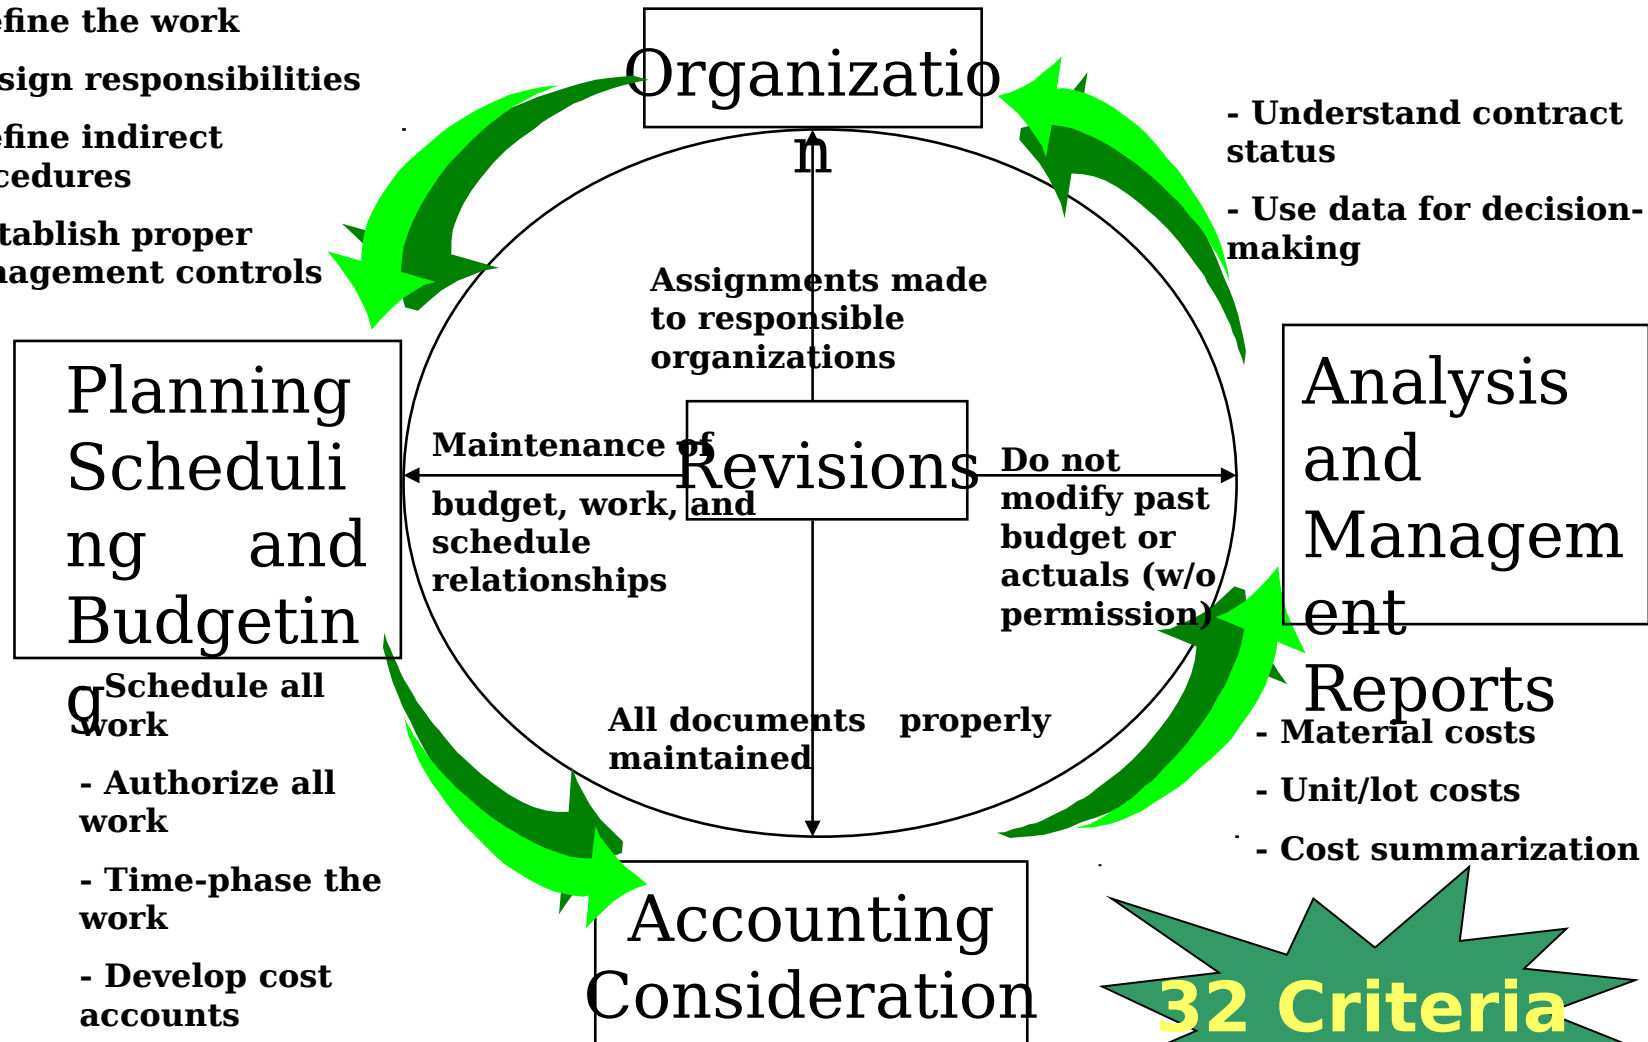 efine the work
sign responsibilities
efine indirect
cedures
tablish proper
nagement controls
Organizatio
n
- Understand contract
status
- Use data for decision-
making
Assignments made
to responsible
organizations
Planning
Scheduli
ng and
Budgetin
g
Maintenance of
budget, work, and
schedule
relationships
Revisions
Do not
modify past
budget or
actuals (w/o
permission)
Analysis
and
Managem
ent
Reports
- Schedule all
work
- Authorize all
work
- Time-phase the
work
- Develop cost
accounts
All documents properly
maintained
- Material costs
- Unit/lot costs
- Cost summarization
Accounting
Consideration
32 Criteria